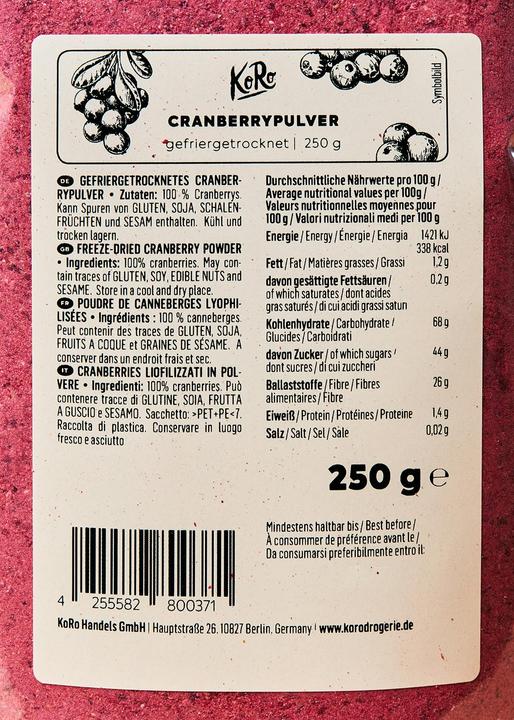 KoRo
Symbolbild
CRANBERRYPULVER
gefriergetrocknet | 250 g
DE GEFRIERGETROCKNETES CRANBER-
RYPULVER • Zutaten: 100 % Cranberrys.
Kann Spuren von GLUTEN, SOJA, SCHALEN-
FRÜCHTEN und SESAM enthalten. Kühl und
trocken lagern.
GB FREEZE-DRIED CRANBERRY POWDER
• Ingredients: 100% cranberries. May con-
tain traces of GLUTEN, SOY, EDIBLE NUTS and
SESAME. Store in a cool and dry place.
FR POUDRE DE CANNEBERGES LYOPHI-
LISÉES • Ingrédients : 100 % canneberges.
Peut contenir des traces de GLUTEN, SOJA,
FRUITS A COQUE et GRAINES DE SÉSAME. A
conserver dans un endroit frais et sec.
IT CRANBERRIES LIOFILIZZATI IN POL-
VERE • Ingredienti: 100% cranberries. Può
contenere tracce di GLUTINE, SOIA, FRUTTA
A GUSCIO e SESAMO. Sacchetto: >PET+PE<7.
Raccolta di plastica. Conservare in luogo
fresco e asciutto
Durchschnittliche Nährwerte pro 100 g /
Average nutritional values per 100g /
Valeurs nutritionnelles moyennes pour
100 g / Valori nutrizionali medi per 100 g
Energie / Energy / Énergie / Energia 1421 kJ
338 kcal
Fett / Fat / Matières grasses / Grassi 1,2 g
davon gesättigte Fettsäuren / 0,2 g
of which saturates / dont acides
gras saturés / di cui acidi grassi saturi
Kohlenhydrate / Carbohydrate / 68 g
Glucides / Carboidrati
davon Zucker / of which sugars / 44 g
dont sucres / di cui zuccheri
Ballaststoffe / Fibre / Fibres 26 g
alimentaires / Fibre
Eiweiß / Protein / Protéines / Proteine 1,4 g
Salz / Salt / Sel / Sale 0,02 g
250 g e
Mindestens haltbar bis / Best before /
À consommer de préférence avant le /
Da consumarsi preferibilmente entro il:
4 255582 800371
KoRo Handels GmbH | Hauptstraße 26, 10827 Berlin, Germany | www.korodrogerie.de